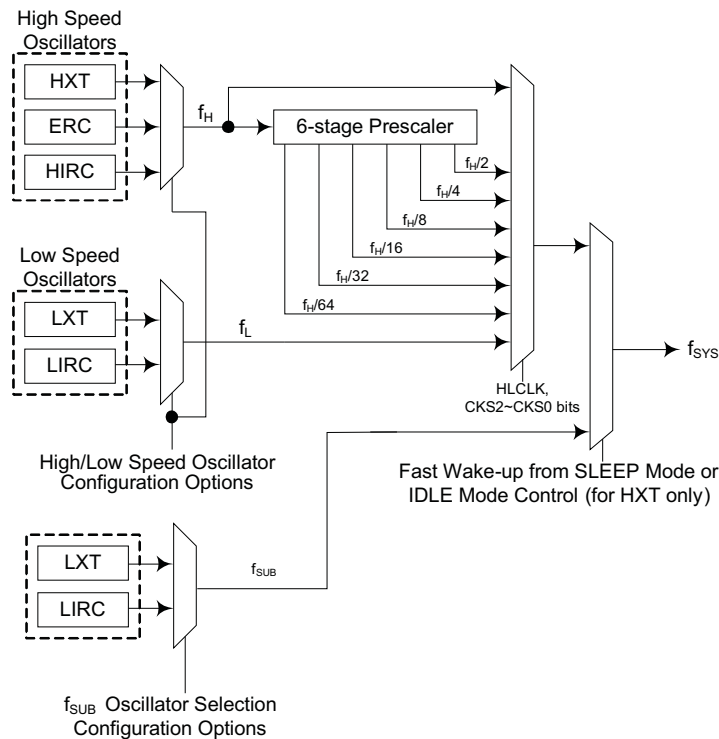 High Speed
Oscillators
HXT
ERC
HIRC
fH
6-stage Prescaler
fH/2
fH/4
fH/8
fH/16
fH/32
fH/64
Low Speed
Oscillators
LXT
LIRC
fL
HLCLK,
CKS2~CKS0 bits
fSYS
High/Low Speed Oscillator
Configuration Options
Fast Wake-up from SLEEP Mode or
IDLE Mode Control (for HXT only)
LXT
LIRC
fSUB
fSUB Oscillator Selection
Configuration Options